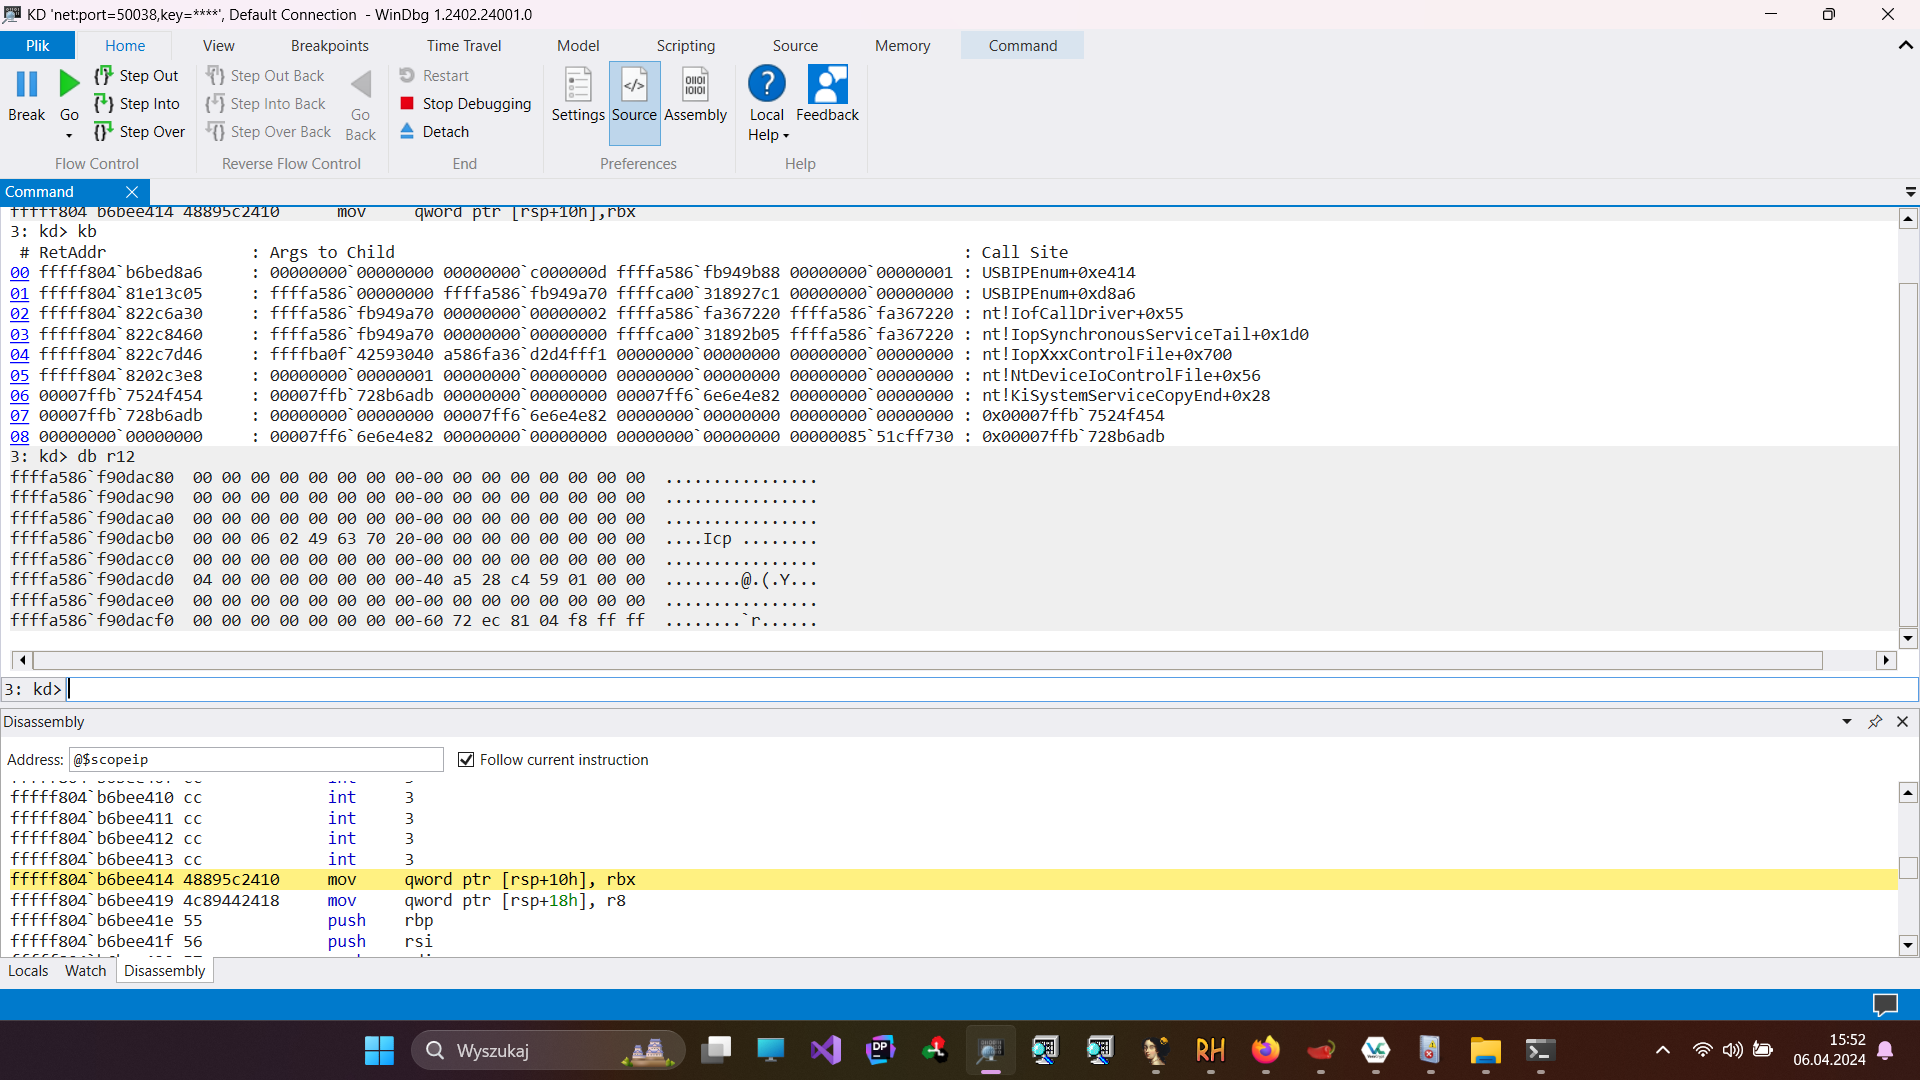 KD 'net:port=50038,key=****', Default Connection - WinDbg 1.2402.24001.0
Plik Home View Breakpoints Time Travel Model Scripting Source Memory Command
Break
Go
Step Out
Step Into
Step Over
Flow Control
Step Out Back
Step Into Back
Step Over Back
Go Back
Reverse Flow Control
Restart
Stop Debugging
Detach
End
Settings
Source
Assembly
Preferences
Local Help
Feedback
Help
Command
fffff804`b6bee414 48895c2410 mov qword ptr [rsp+10h],rbx
3: kd> kb
# RetAddr : Args to Child : Call Site
00 fffff804`b6bed8a6 : 00000000`00000000 00000000`c000000d ffffa586`fb949b88 00000000`00000001 : USBIPEnum+0xe414
01 fffff804`81e13c05 : ffffa586`00000000 ffffa586`fb949a70 ffffca00`318927c1 00000000`00000000 : USBIPEnum+0xd8a6
02 fffff804`822c6a30 : ffffa586`fb949a70 00000000`00000002 ffffa586`fa367220 ffffa586`fa367220 : nt!IofCallDriver+0x55
03 fffff804`822c8460 : ffffa586`fb949a70 00000000`00000000 ffffca00`31892b05 ffffa586`fa367220 : nt!IopSynchronousServiceTail+0x1d0
04 fffff804`822c7d46 : ffffba0f`42593040 a586fa36`d2d4fff1 00000000`00000000 00000000`00000000 : nt!IopXxxControlFile+0x700
05 fffff804`8202c3e8 : 00000000`00000001 00000000`00000000 00000000`00000000 00000000`00000000 : nt!NtDeviceIoControlFile+0x56
06 00007ffb`7524f454 : 00007ffb`728b6adb 00000000`00000000 00007ff6`6e6e4e82 00000000`00000000 : nt!KiSystemServiceCopyEnd+0x28
07 00007ffb`728b6adb : 00000000`00000000 00007ff6`6e6e4e82 00000000`00000000 00000000`00000000 : 0x00007ffb`7524f454
08 00000000`00000000 : 00007ff6`6e6e4e82 00000000`00000000 00000000`00000000 00000085`51cff730 : 0x00007ffb`728b6adb
3: kd> db r12
ffffa586`f90dac80 00 00 00 00 00 00 00 00-00 00 00 00 00 00 00 00 ................
ffffa586`f90dac90 00 00 00 00 00 00 00 00-00 00 00 00 00 00 00 00 ................
ffffa586`f90daca0 00 00 00 00 00 00 00 00-00 00 00 00 00 00 00 00 ................
ffffa586`f90dacb0 00 00 06 02 49 63 70 20-00 00 00 00 00 00 00 00 ....Icp ........
ffffa586`f90dacc0 00 00 00 00 00 00 00 00-00 00 00 00 00 00 00 00 ................
ffffa586`f90dacd0 04 00 00 00 00 00 00 00-40 a5 28 c4 59 01 00 00 ........@.(.Y...
ffffa586`f90dace0 00 00 00 00 00 00 00 00-00 00 00 00 00 00 00 00 ................
ffffa586`f90dacf0 00 00 00 00 00 00 00 00-60 72 ec 81 04 f8 ff ff ........`r......
3: kd>
Disassembly
Address: @$scopeip Follow current instruction
fffff804`b6bee410 cc int 3
fffff804`b6bee411 cc int 3
fffff804`b6bee412 cc int 3
fffff804`b6bee413 cc int 3
fffff804`b6bee414 48895c2410 mov qword ptr [rsp+10h], rbx
fffff804`b6bee419 4c89442418 mov qword ptr [rsp+18h], r8
fffff804`b6bee41e 55 push rbp
fffff804`b6bee41f 56 push rsi
Locals Watch Disassembly
Wyszukaj
DP
RH
15:52
06.04.2024